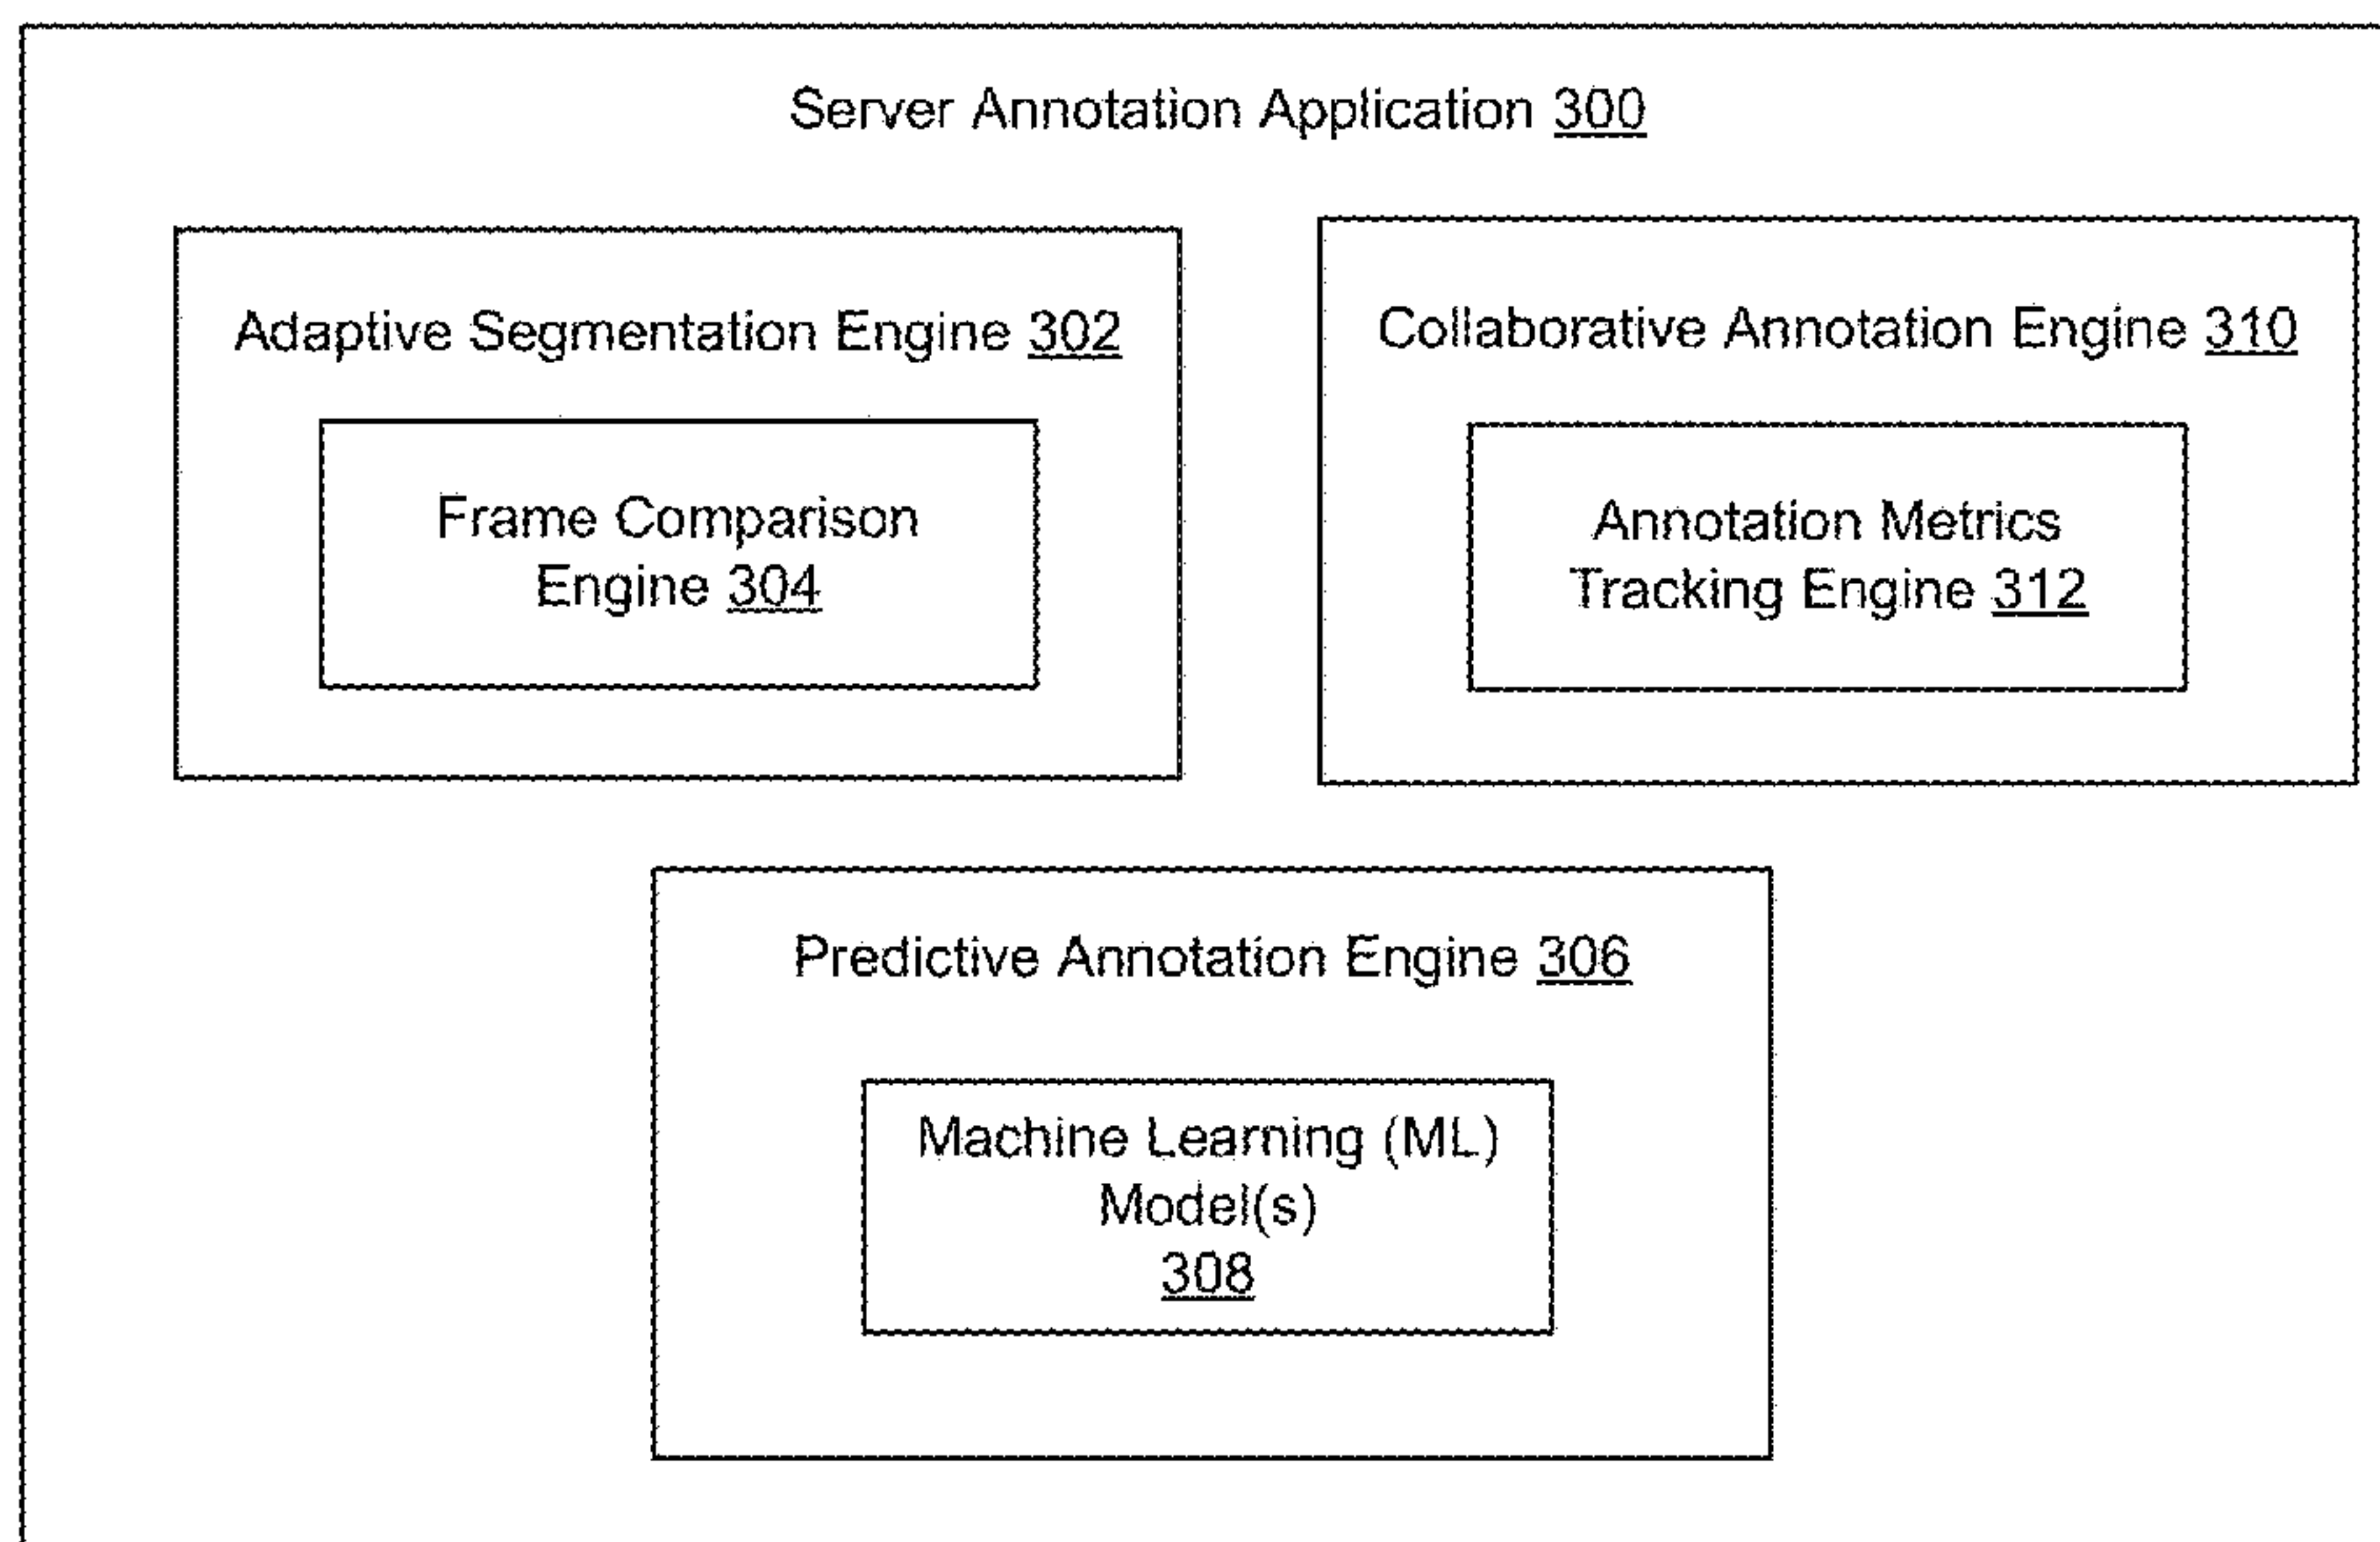 Server Annotation Application 300
Adaptive Segmentation Engine 302
Frame Comparison
Engine 304
Collaborative Annotation Engine 310
Annotation Metrics
Tracking Engine 312
Predictive Annotation Engine 306
Machine Learning (ML)
Model(s)
308